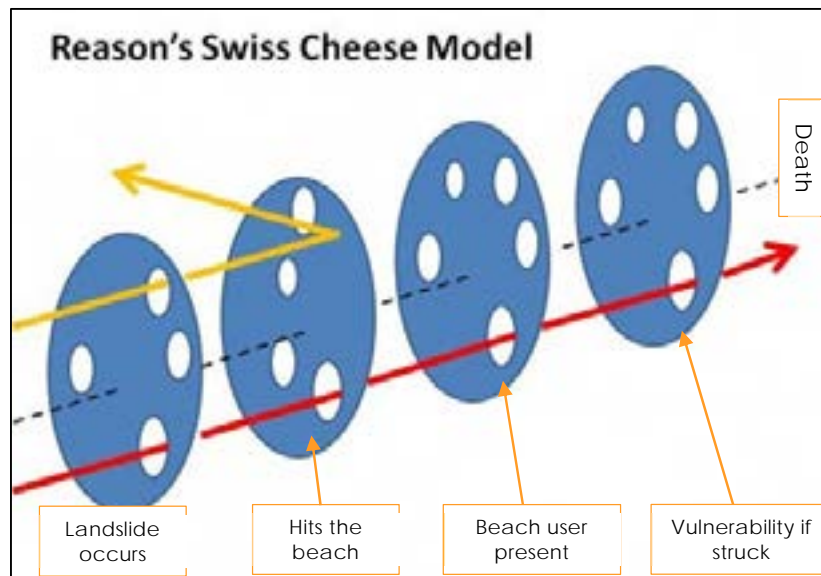 Reason's Swiss Cheese Model
Death
Landslide
occurs
Hits the
beach
Beach user
present
Vulnerability if
struck